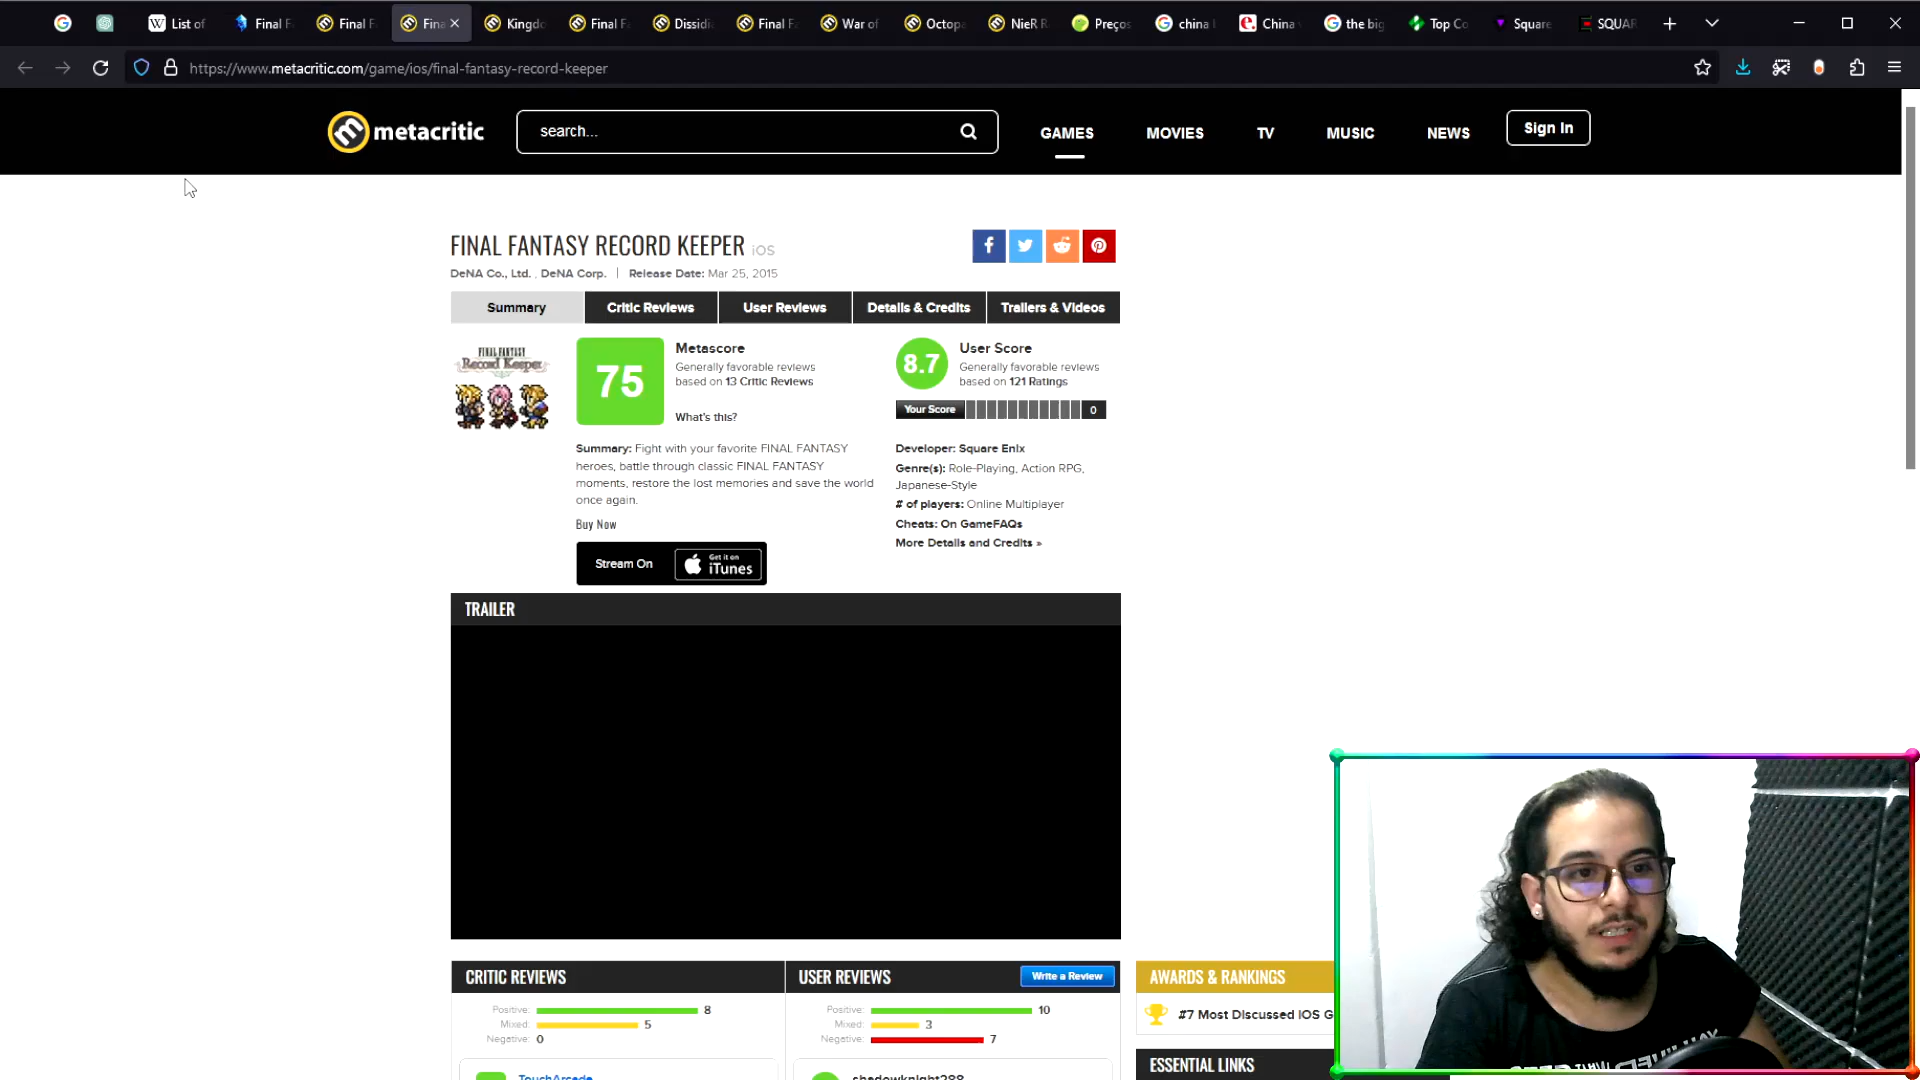 List of
Final F
Final F
Fina
Kingdo
Final F
Dissidi
Final F
War of
Octopa
NieR R
Preços
china
China
the big
Top Co
Square
SQUAR
https://www.metacritic.com/game/ios/final-fantasy-record-keeper
metacritic
search...
GAMES
MOVIES
TV
MUSIC
NEWS
Sign In
FINAL FANTASY RECORD KEEPER iOS
DeNA Co., Ltd. , DeNA Corp. | Release Date: Mar 25, 2015
Summary
Critic Reviews
User Reviews
Details & Credits
Trailers & Videos
FINAL FANTASY
Record Keeper
75
Metascore
Generally favorable reviews
based on 13 Critic Reviews
What's this?
8.7
User Score
Generally favorable reviews
based on 121 Ratings
Your Score
0
Summary: Fight with your favorite FINAL FANTASY
heroes, battle through classic FINAL FANTASY
moments, restore the lost memories and save the world
once again.
Buy Now
Stream On
Get it on
iTunes
Developer: Square Enix
Genre(s): Role-Playing, Action RPG,
Japanese-Style
# of players: Online Multiplayer
Cheats: On GameFAQs
More Details and Credits »
TRAILER
CRITIC REVIEWS
Positive: 8
Mixed: 5
Negative: 0
TouchArcade
USER REVIEWS
Write a Review
Positive: 10
Mixed: 3
Negative: 7
shadowknight288
AWARDS & RANKINGS
#7 Most Discussed iOS G
ESSENTIAL LINKS